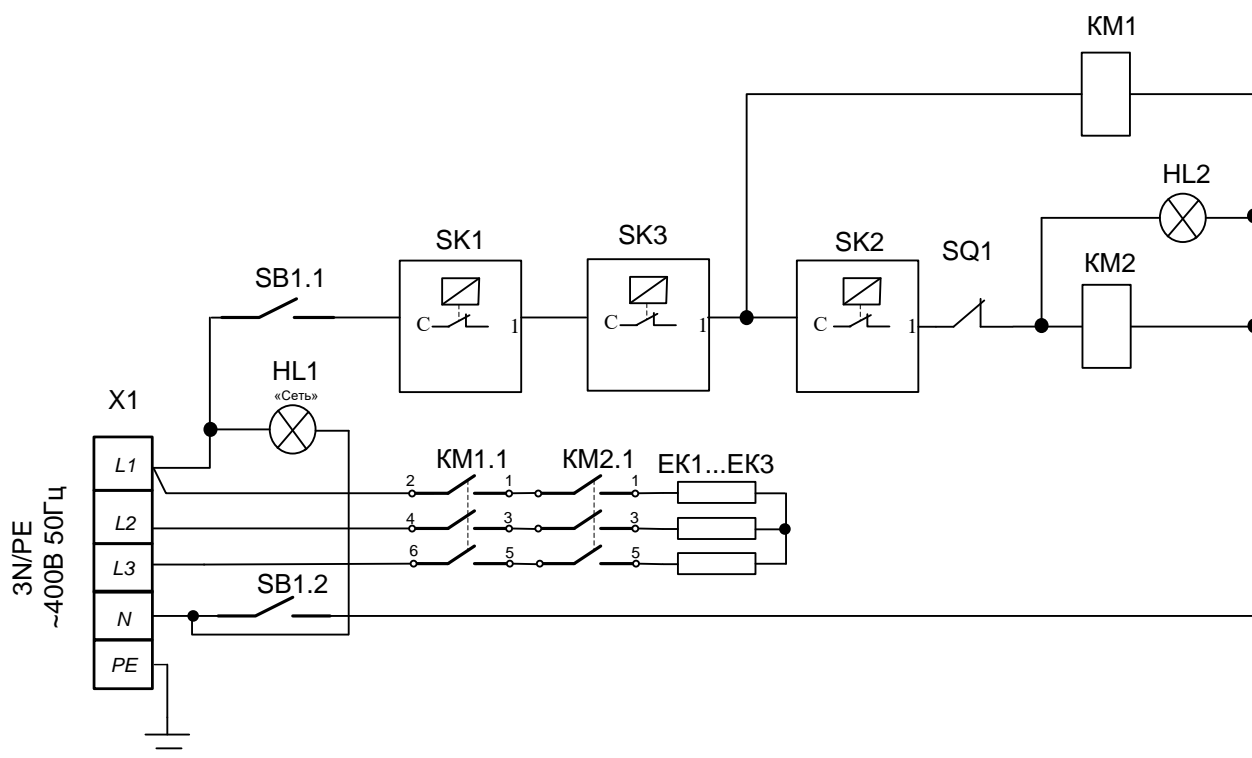 КМ1
HL2
SK1
SK3
SK2
SQ1
КМ2
SB1.1
C 1
C 1
C 1
HL1
«Сеть»
X1
L1
L2
L3
N
PE
3N/PE
~400В 50Гц
КМ1.1
КМ2.1
ЕК1...ЕК3
2 1 1
4 3 3
6 5 5
SB1.2